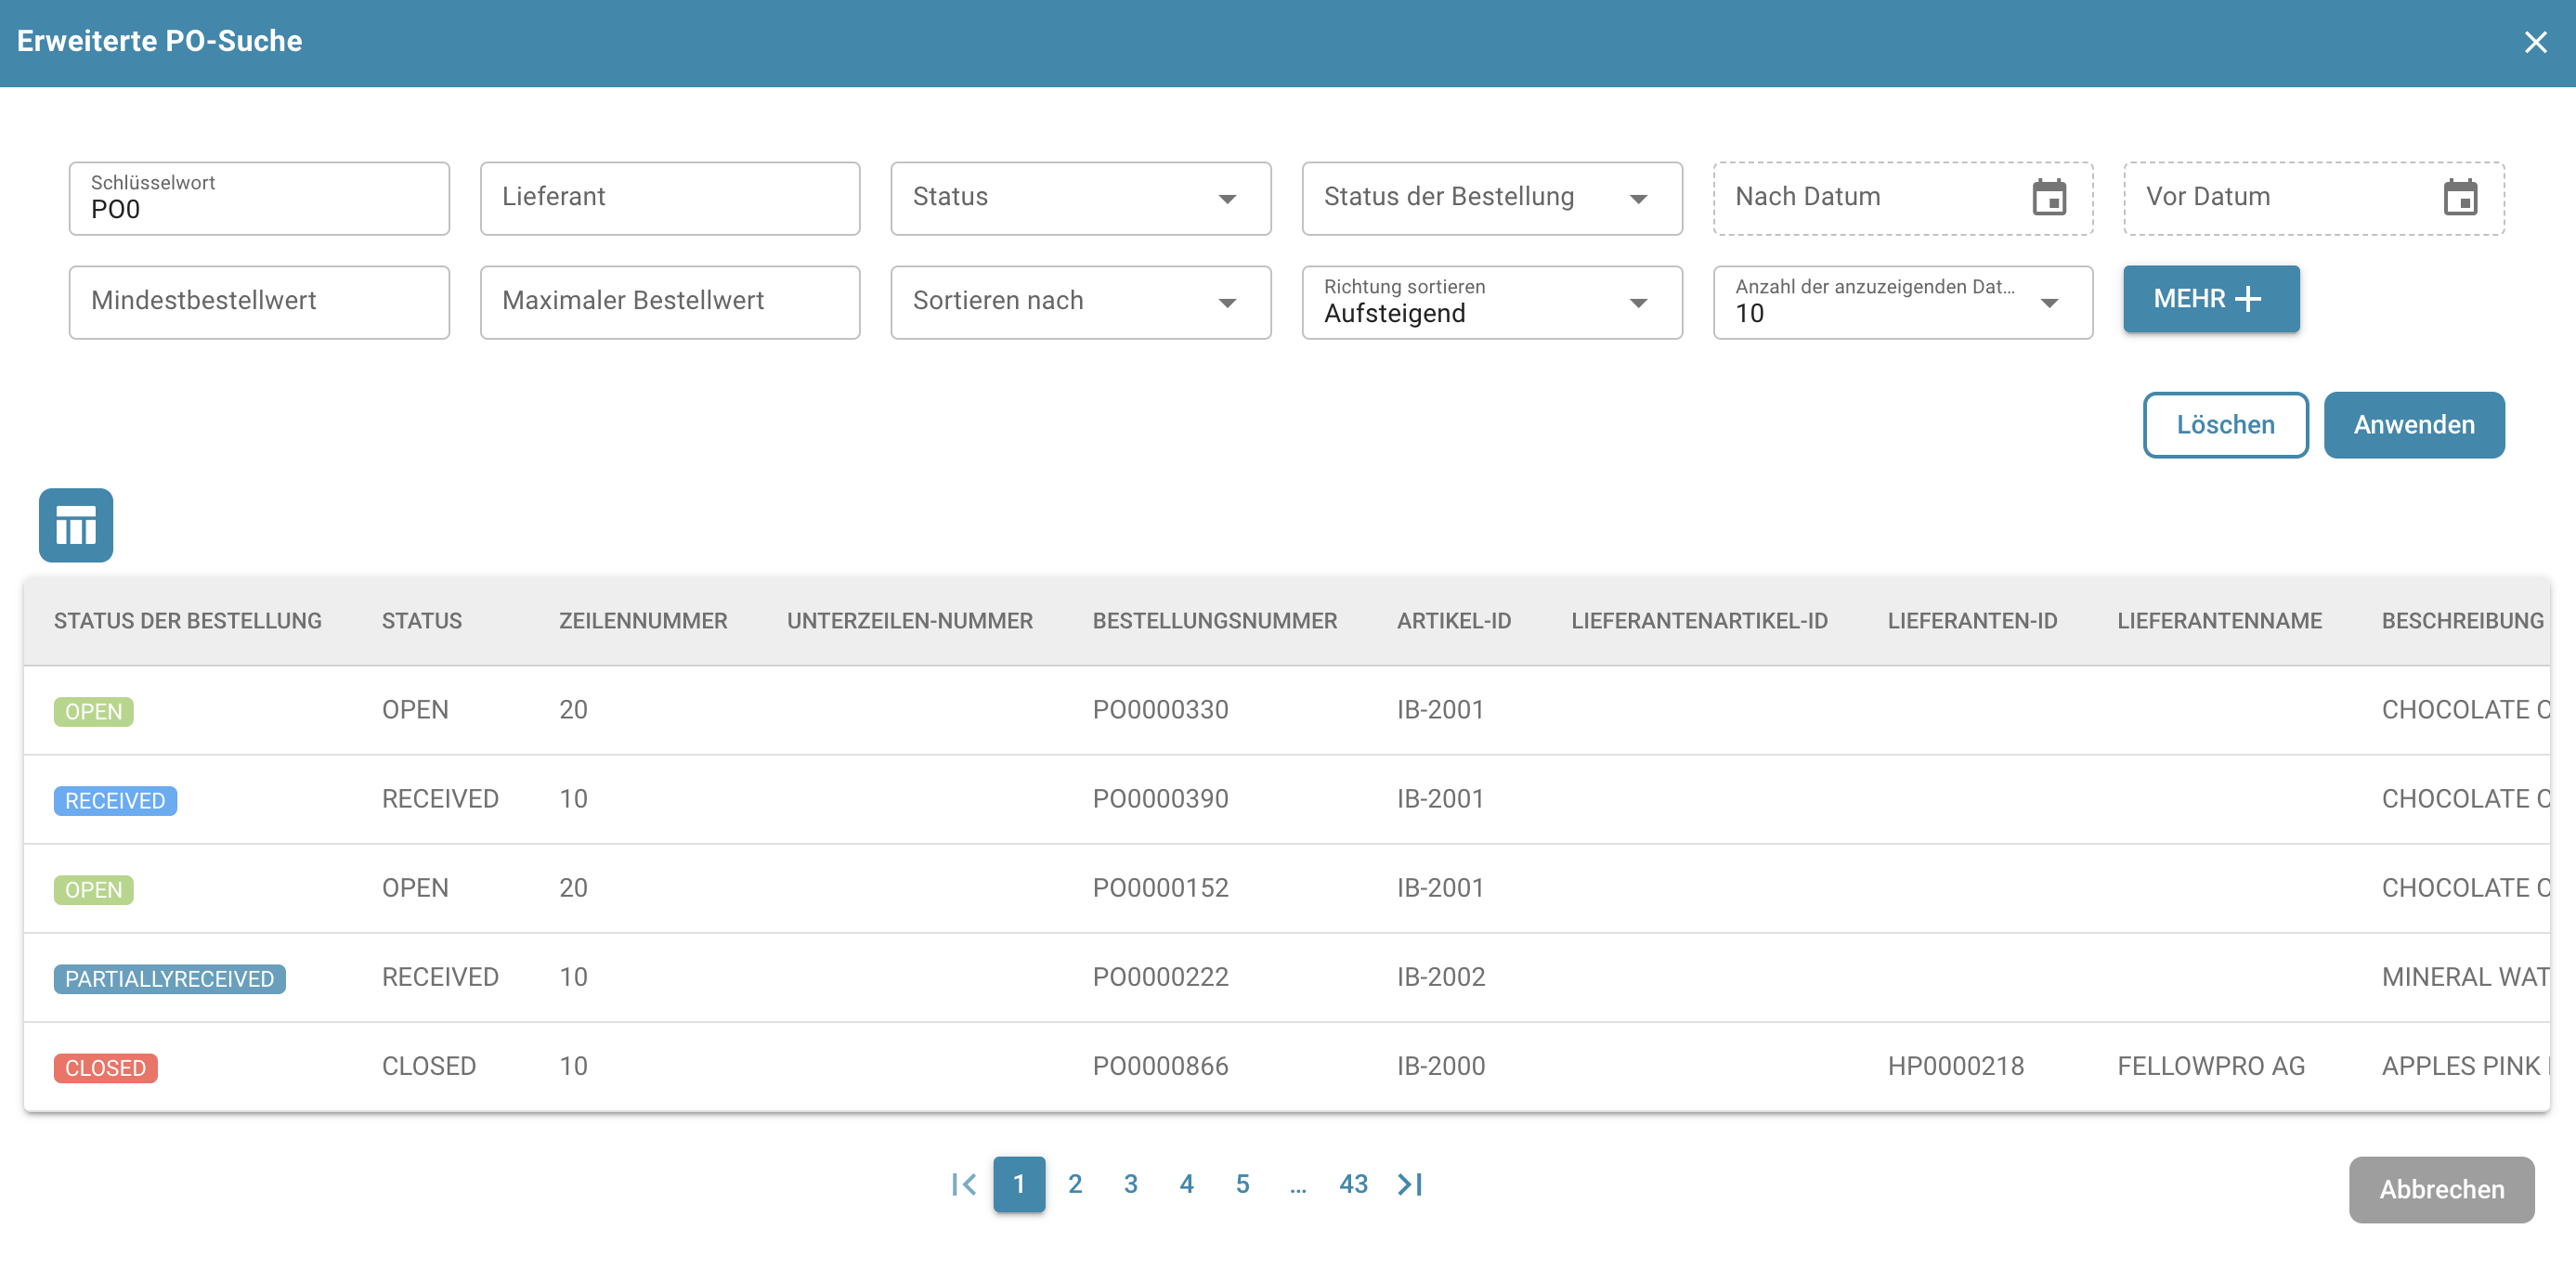 Erweiterte PO-Suche
Schlüsselwort
PO0
Lieferant
Status
Status der Bestellung
Nach Datum
Vor Datum
Mindestbestellwert
Maximaler Bestellwert
Sortieren nach
Richtung sortieren
Aufsteigend
Anzahl der anzuzeigenden Dat...
10
MEHR +
Löschen
Anwenden
STATUS DER BESTELLUNG STATUS ZEILENNUMMER UNTERZEILEN-NUMMER BESTELLUNGSNUMMER ARTIKEL-ID LIEFERANTENARTIKEL-ID LIEFERANTEN-ID LIEFERANTENNAME BESCHREIBUNG
OPEN OPEN 20 PO0000330 IB-2001 CHOCOLATE C
RECEIVED RECEIVED 10 PO0000390 IB-2001 CHOCOLATE C
OPEN OPEN 20 PO0000152 IB-2001 CHOCOLATE C
PARTIALLYRECEIVED RECEIVED 10 PO0000222 IB-2002 MINERAL WAT
CLOSED CLOSED 10 PO0000866 IB-2000 HP0000218 FELLOWPRO AG APPLES PINK
1 2 3 4 5 ... 43
Abbrechen